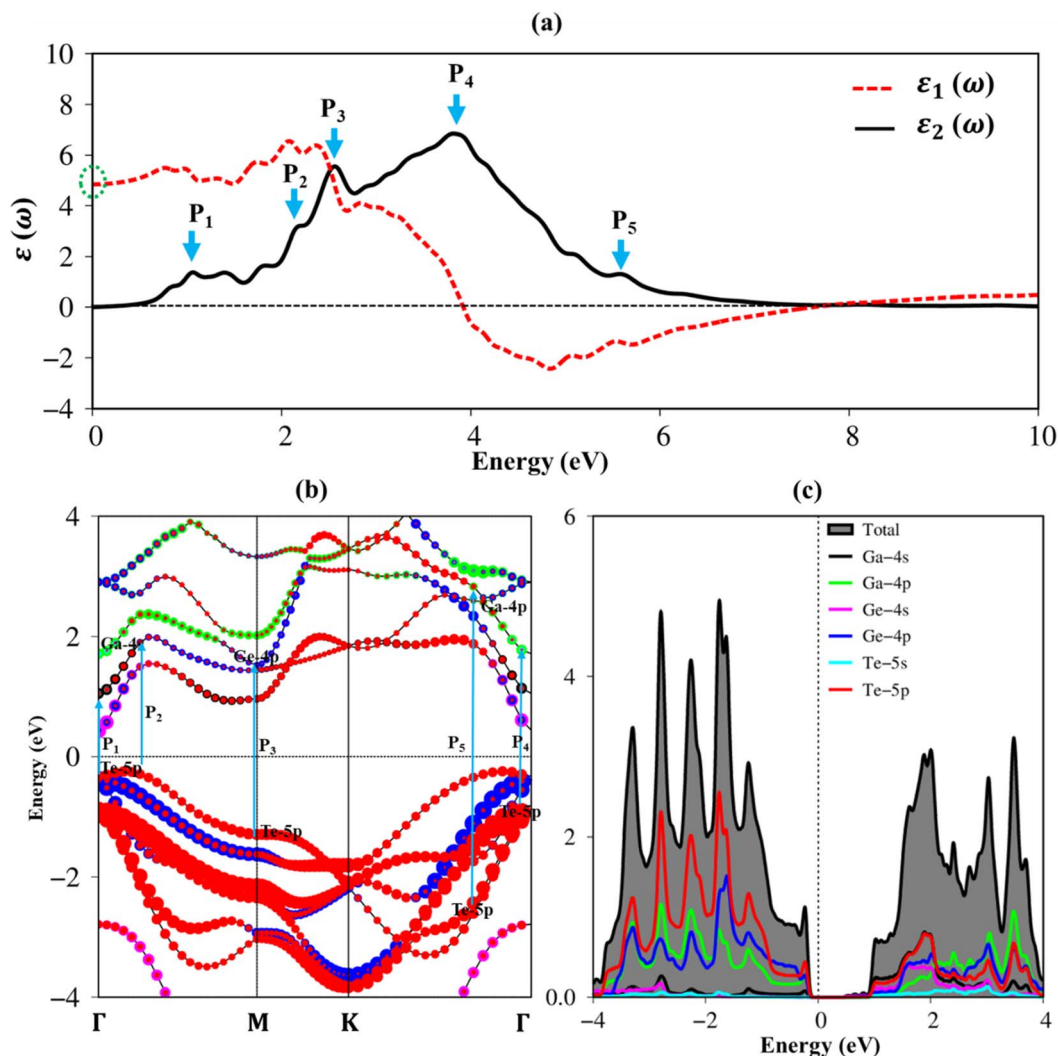 (a)
10
8
6
4
2
0
−2
−4
ε (ω)
P₁
P₂
P₃
P₄
P₅
ε₁ (ω)
ε₂ (ω)
0 2 4 6 8 10
Energy (eV)
(b)
4
2
0
−2
−4
Energy (eV)
Ga-4
Ge-4p
Ga-4p
P₁
P₂
P₃
P₅
P₄
Te-5p
Te-5p
Te-5p
Te-5p
Γ M K Γ
(c)
6
4
2
0.0
Total
Ga−4s
Ga−4p
Ge−4s
Ge−4p
Te−5s
Te−5p
−4 −2 0 2 4
Energy (eV)